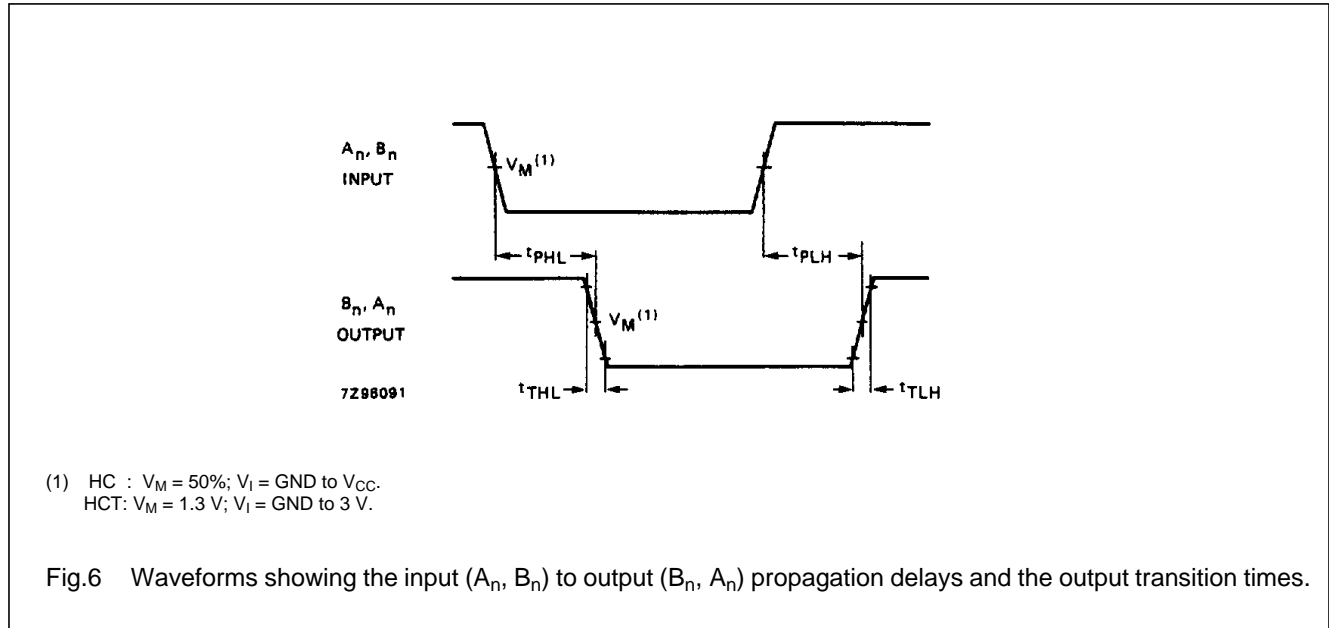 Aₙ, Bₙ
INPUT
V_M(1)
tPHL
tPLH
Bₙ, Aₙ
OUTPUT
V_M(1)
7Z96091
tTHL
tTLH
(1) HC : VM = 50%; VI = GND to VCC.
HCT: VM = 1.3 V; VI = GND to 3 V.
Fig.6 Waveforms showing the input (An, Bn) to output (Bn, An) propagation delays and the output transition times.